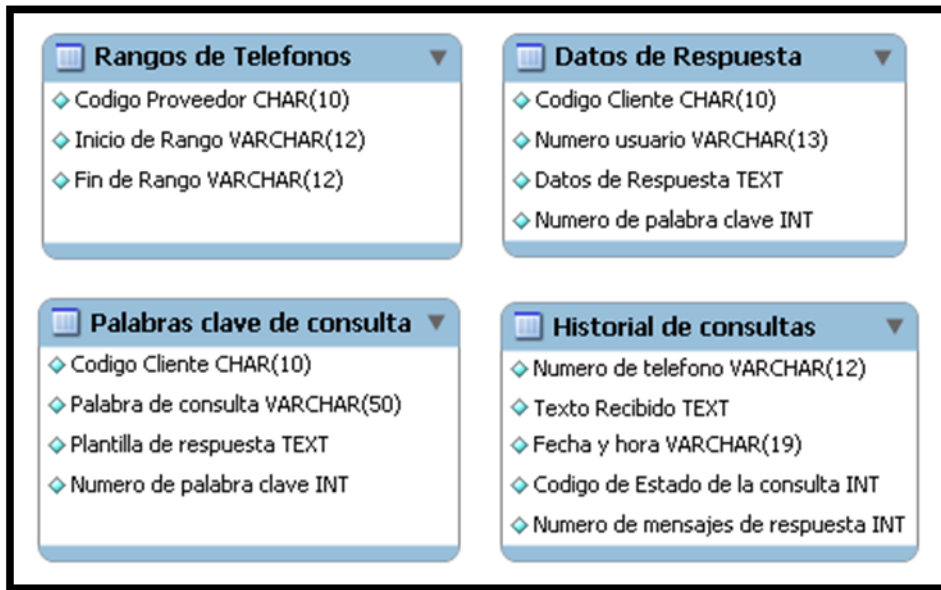 Rangos de Telefonos
Codigo Proveedor CHAR(10)
Inicio de Rango VARCHAR(12)
Fin de Rango VARCHAR(12)
Datos de Respuesta
Codigo Cliente CHAR(10)
Numero usuario VARCHAR(13)
Datos de Respuesta TEXT
Numero de palabra clave INT
Palabras clave de consulta
Codigo Cliente CHAR(10)
Palabra de consulta VARCHAR(50)
Plantilla de respuesta TEXT
Numero de palabra clave INT
Historial de consultas
Numero de telefono VARCHAR(12)
Texto Recibido TEXT
Fecha y hora VARCHAR(19)
Codigo de Estado de la consulta INT
Numero de mensajes de respuesta INT